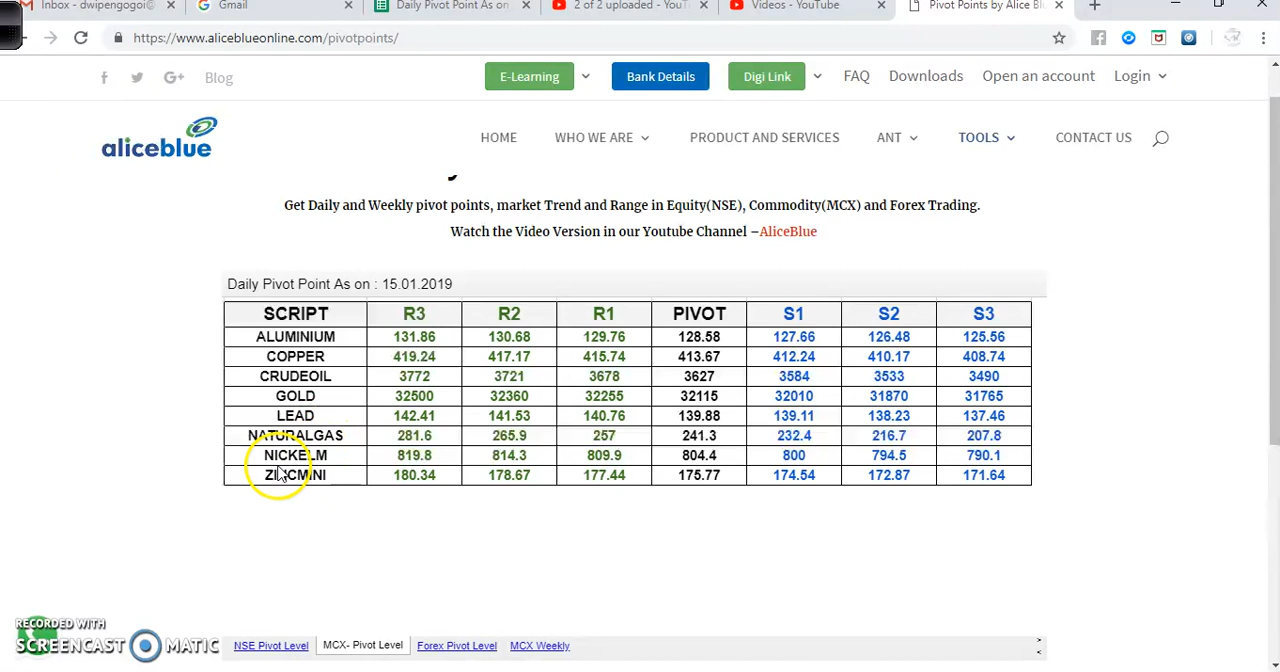 Inbox - dwipengogoi@
Gmail
Daily Pivot Point As on
2 of 2 uploaded - YouT
Videos - YouTube
Pivot Points by Alice Bl
https://www.aliceblueonline.com/pivotpoints/
Blog
E-Learning
Bank Details
Digi Link
FAQ
Downloads
Open an account
Login
aliceblue
HOME
WHO WE ARE
PRODUCT AND SERVICES
ANT
TOOLS
CONTACT US
Get Daily and Weekly pivot points, market Trend and Range in Equity(NSE), Commodity(MCX) and Forex Trading.
Watch the Video Version in our Youtube Channel –AliceBlue
Daily Pivot Point As on : 15.01.2019
SCRIPT R3 R2 R1 PIVOT S1 S2 S3
ALUMINIUM 131.86 130.68 129.76 128.58 127.66 126.48 125.56
COPPER 419.24 417.17 415.74 413.67 412.24 410.17 408.74
CRUDEOIL 3772 3721 3678 3627 3584 3533 3490
GOLD 32500 32360 32255 32115 32010 31870 31765
LEAD 142.41 141.53 140.76 139.88 139.11 138.23 137.46
NATURALGAS 281.6 265.9 257 241.3 232.4 216.7 207.8
NICKELM 819.8 814.3 809.9 804.4 800 794.5 790.1
ZINCMINI 180.34 178.67 177.44 175.77 174.54 172.87 171.64
RECORDED WITH
SCREENCAST MATIC
NSE Pivot Level
MCX- Pivot Level
Forex Pivot Level
MCX Weekly